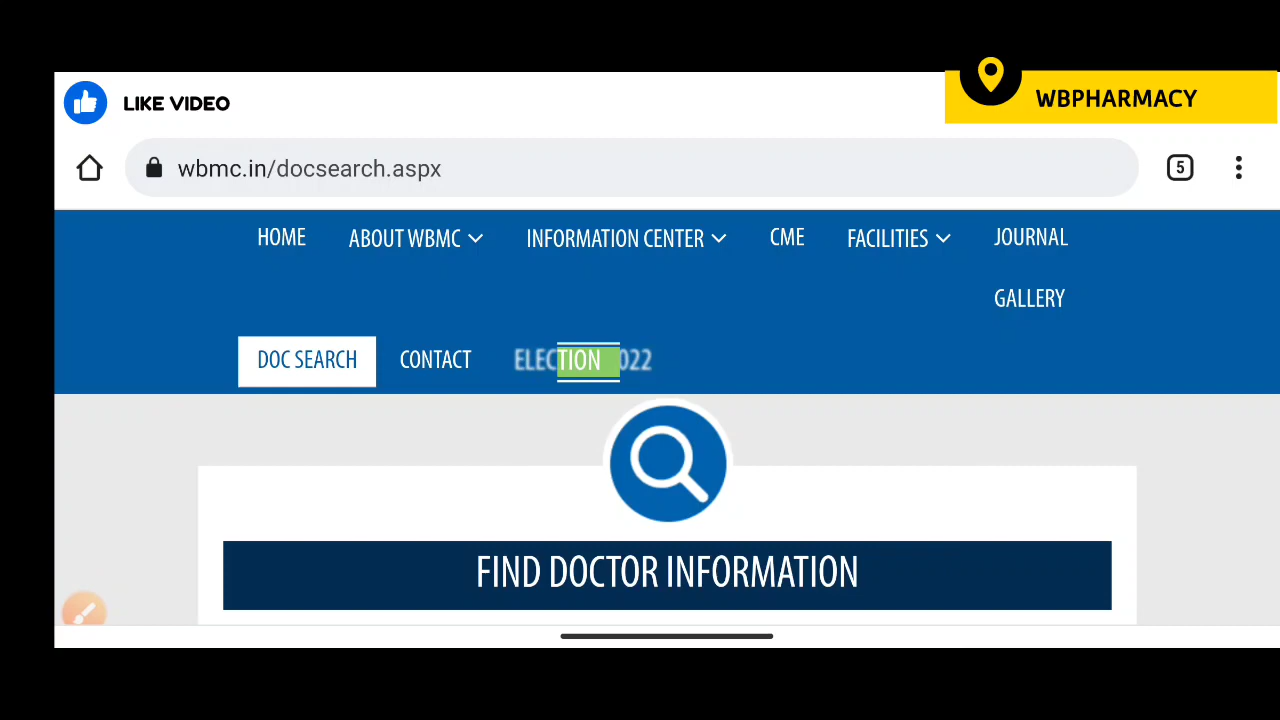 LIKE VIDEO
WBPHARMACY
wbmc.in/docsearch.aspx
5
HOME ABOUT WBMC INFORMATION CENTER CME FACILITIES JOURNAL
GALLERY
DOC SEARCH CONTACT ELECTION 2022
FIND DOCTOR INFORMATION